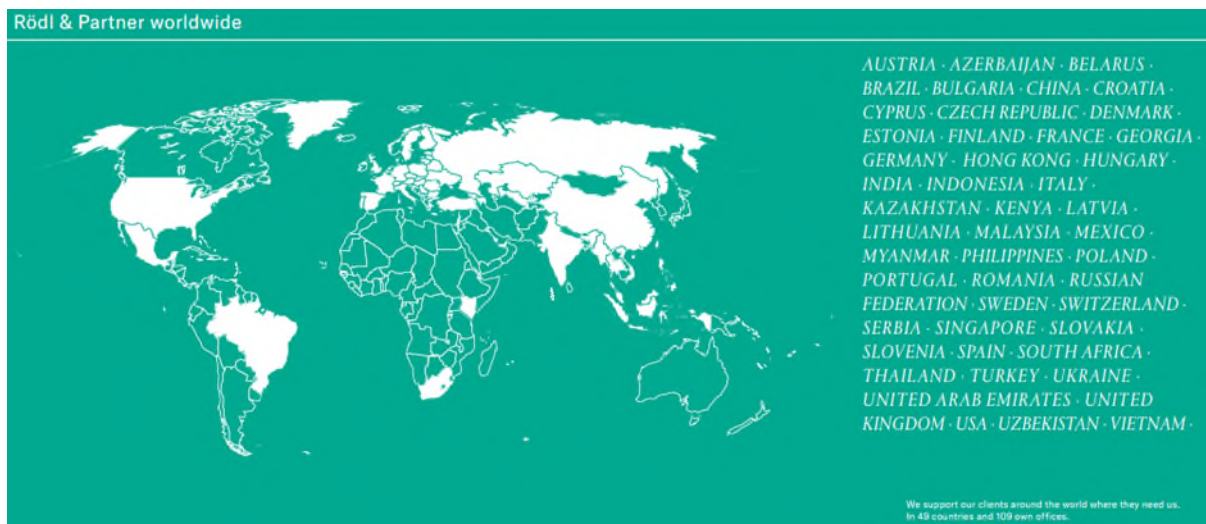 Rödl & Partner worldwide
AUSTRIA · AZERBAIJAN · BELARUS ·
BRAZIL · BULGARIA · CHINA · CROATIA ·
CYPRUS · CZECH REPUBLIC · DENMARK ·
ESTONIA · FINLAND · FRANCE · GEORGIA ·
GERMANY · HONG KONG · HUNGARY ·
INDIA · INDONESIA · ITALY ·
KAZAKHSTAN · KENYA · LATVIA ·
LITHUANIA · MALAYSIA · MEXICO ·
MYANMAR · PHILIPPINES · POLAND ·
PORTUGAL · ROMANIA · RUSSIAN
FEDERATION · SWEDEN · SWITZERLAND ·
SERBIA · SINGAPORE · SLOVAKIA ·
SLOVENIA · SPAIN · SOUTH AFRICA ·
THAILAND · TURKEY · UKRAINE ·
UNITED ARAB EMIRATES · UNITED
KINGDOM · USA · UZBEKISTAN · VIETNAM ·
We support our clients around the world where they need us.
In 49 countries and 109 own offices.